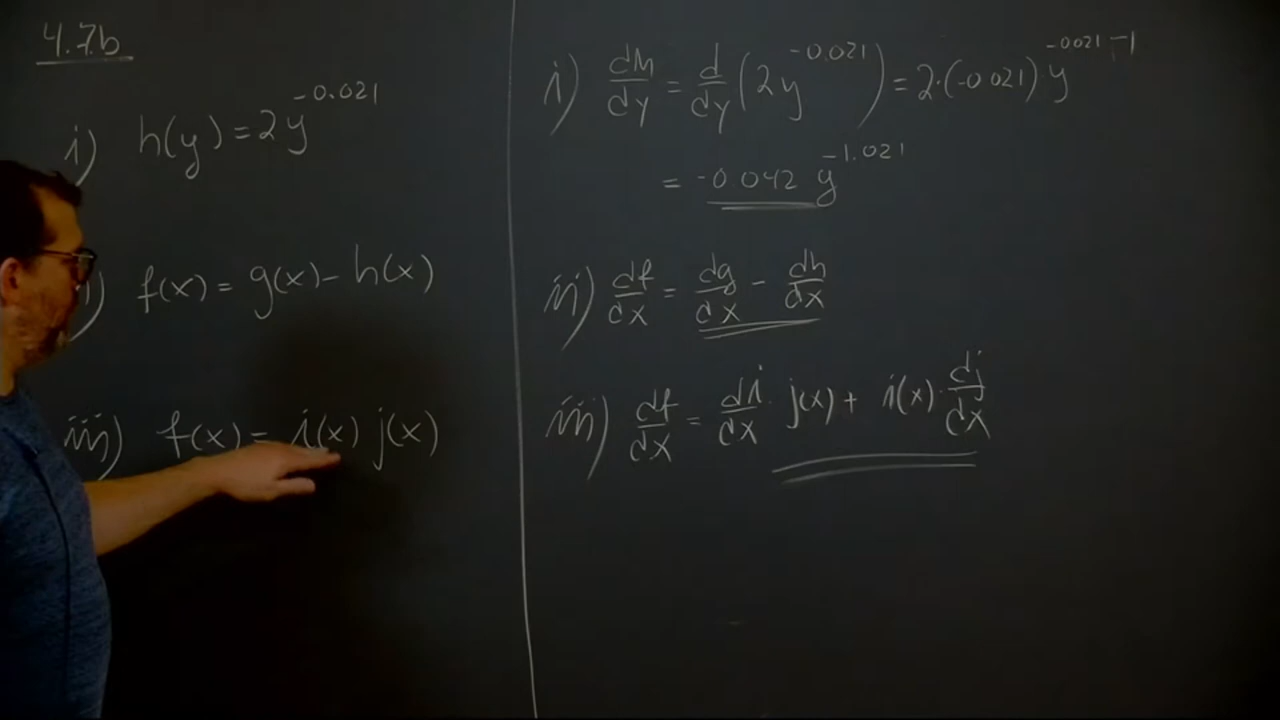 4.7b
i) h(y) = 2y^{-0.021}
i) f(x) = g(x) - h(x)
iii) f(x) = i(x) j(x)
i) dh/dy = d/dy (2y^{-0.021}) = 2·(-0.021) y^{-0.021-1}
= -0.042 y^{-1.021}
ii) df/dx = dg/dx - dh/dx
iii) df/dx = di/dx · j(x) + i(x) · dj/dx